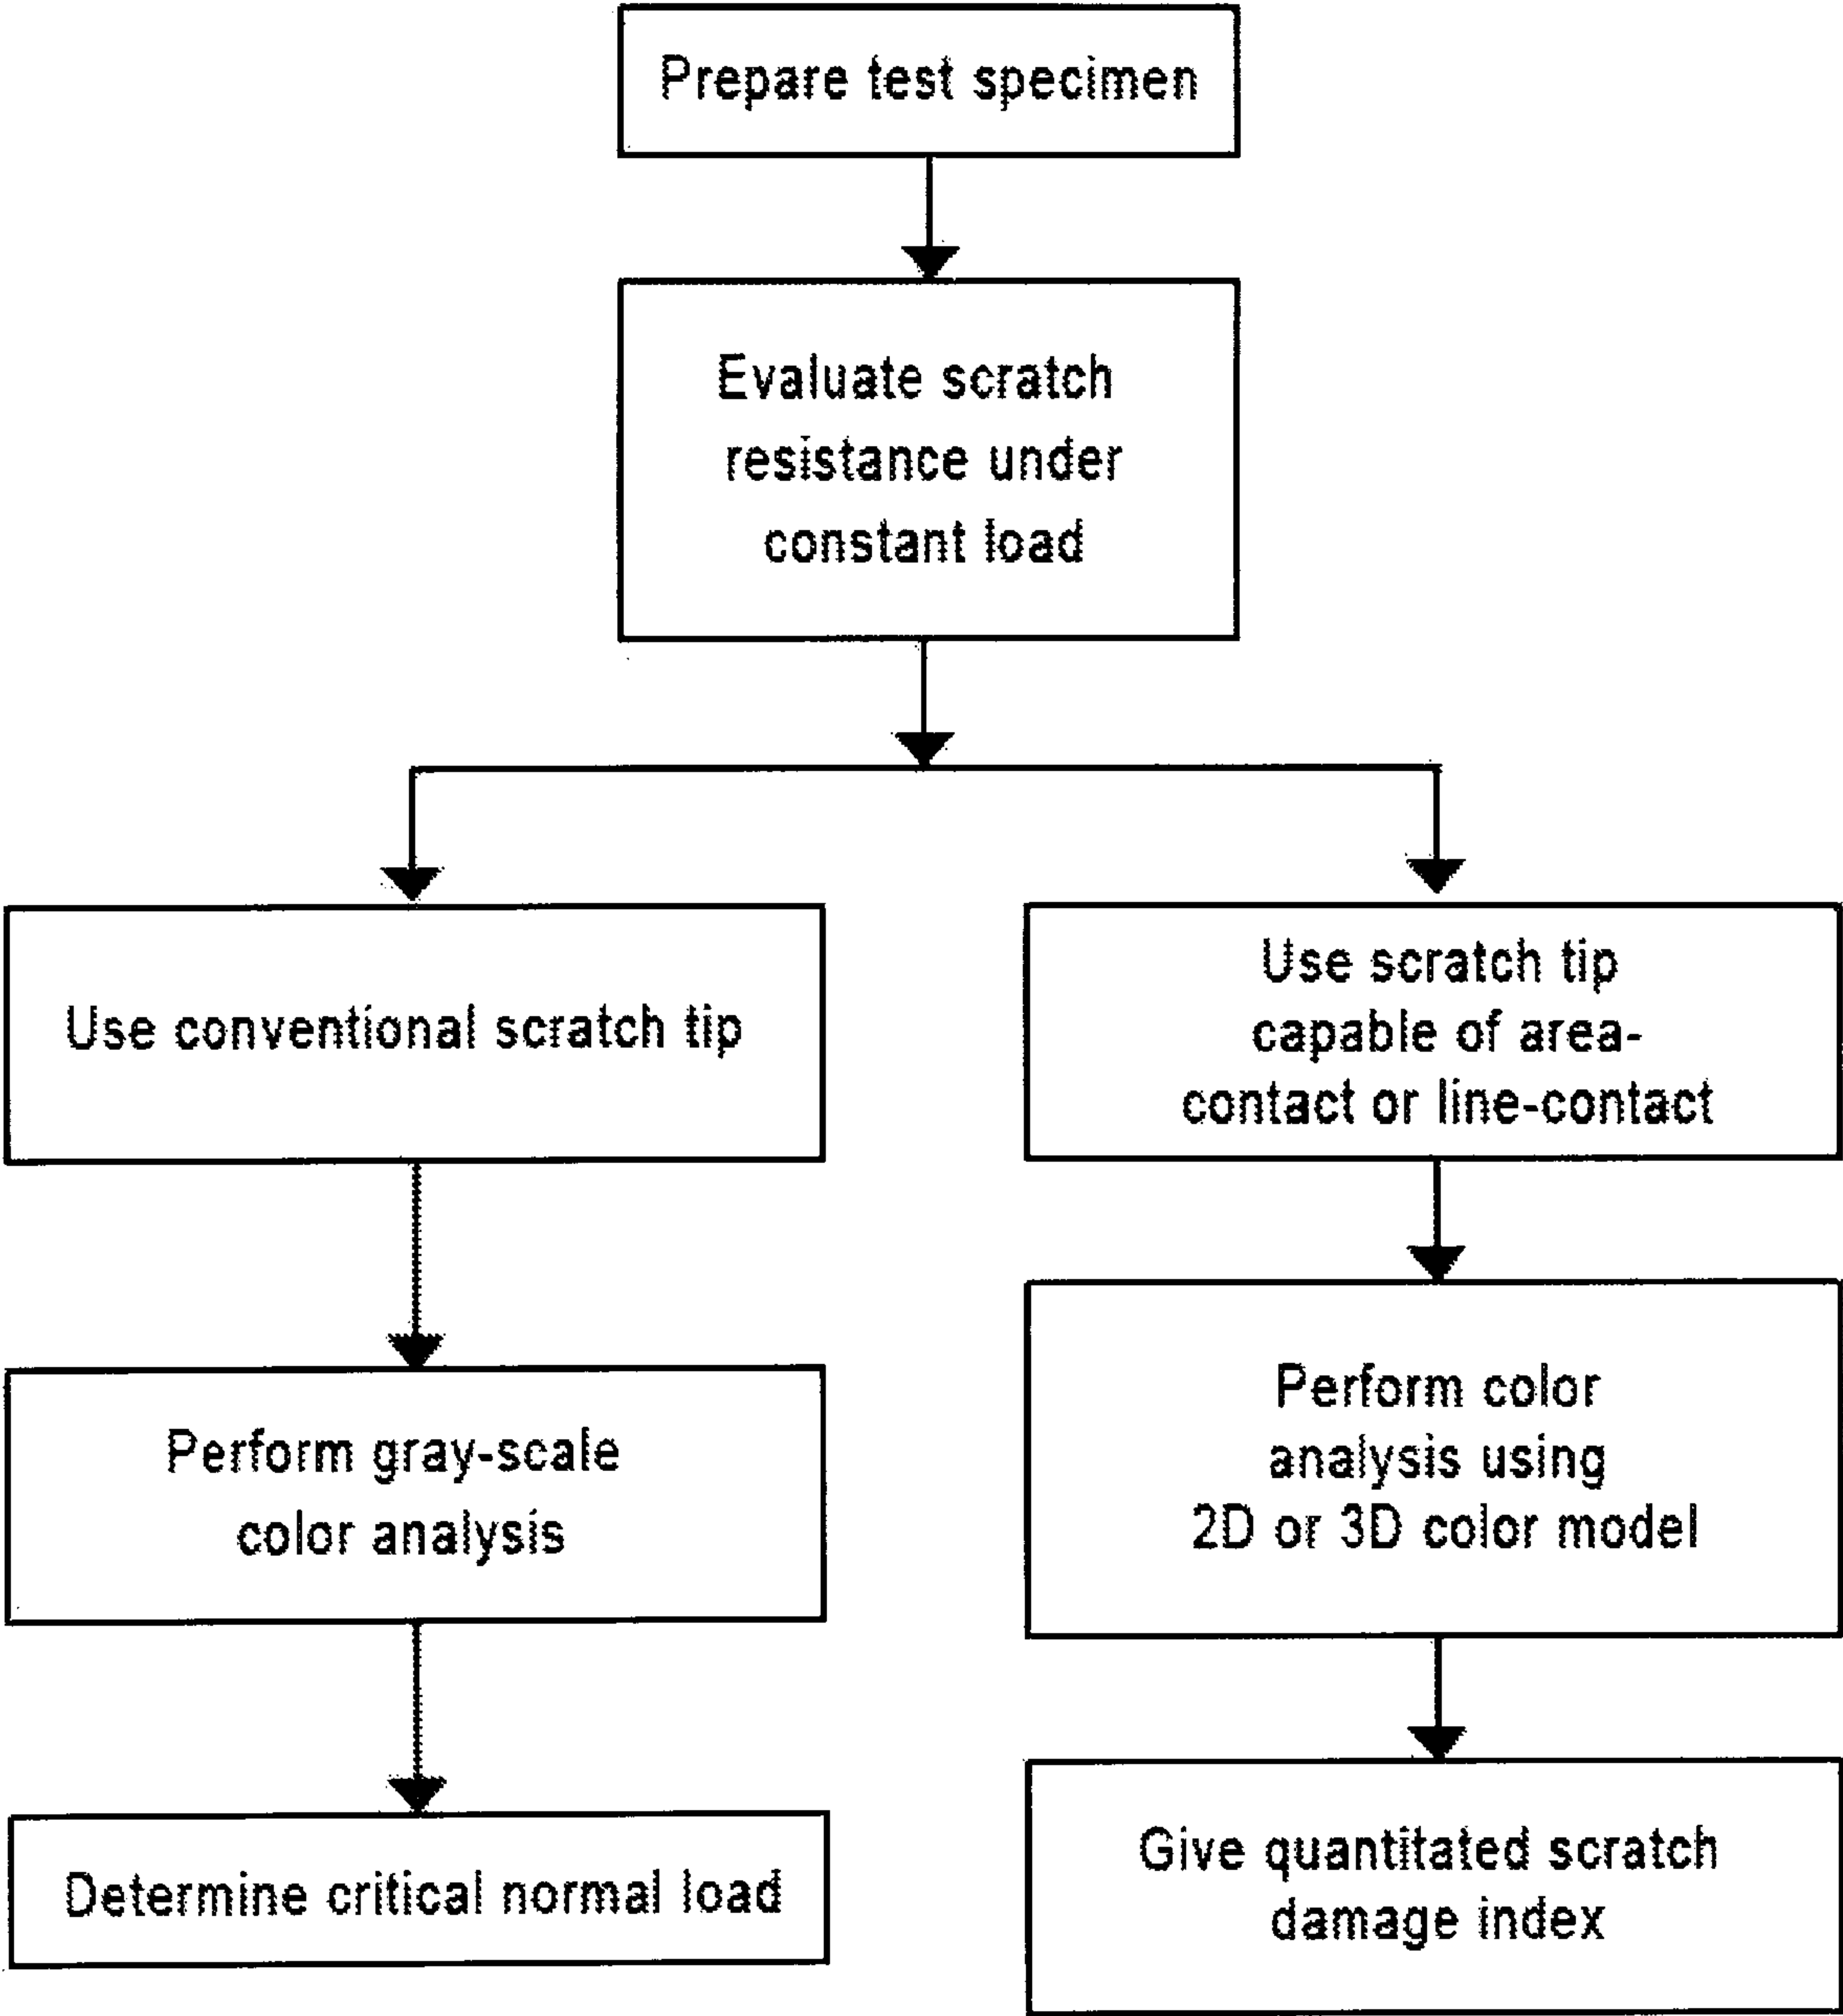 Prepare test specimen
Evaluate scratch
resistance under
constant load
Use conventional scratch tip
Use scratch tip
capable of area-
contact or line-contact
Perform gray-scale
color analysis
Perform color
analysis using
2D or 3D color model
Determine critical normal load
Give quantitated scratch
damage index